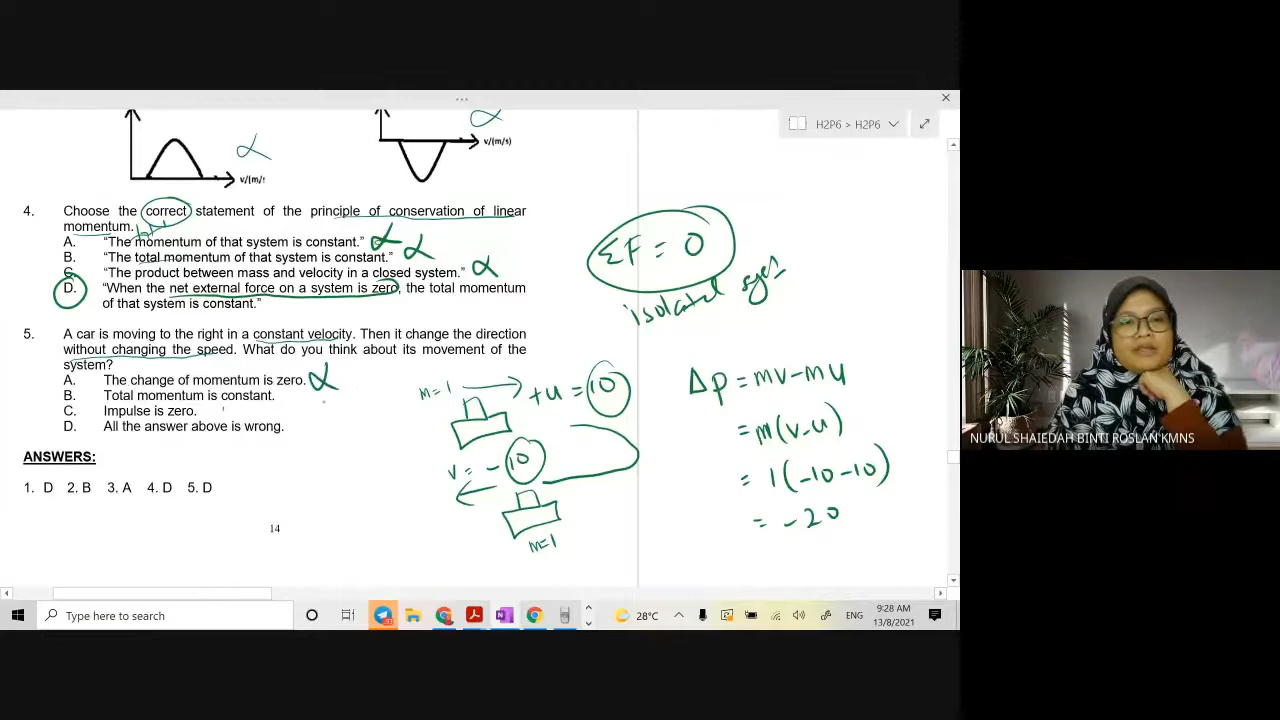 H2P6 > H2P6
α
α
v/(m/s)
v/(m/s
4. Choose the correct statement of the principle of conservation of linear
momentum.
A. "The momentum of that system is constant." α
B. "The total momentum of that system is constant." α
C. "The product between mass and velocity in a closed system." α
D. "When the net external force on a system is zero, the total momentum
of that system is constant."
ΣF = 0
isolated
5. A car is moving to the right in a constant velocity. Then it change the direction
without changing the speed. What do you think about its movement of the
system?
A. The change of momentum is zero. α
B. Total momentum is constant.
C. Impulse is zero.
D. All the answer above is wrong.
m=1
+u = 10
v = -10
m=1
Δp = mv-mu
= m(v-u)
= 1(-10-10)
= -20
ANSWERS:
1. D 2. B 3. A 4. D 5. D
14
NURUL SHAIEDAH BINTI ROSLAN KMNS
Type here to search
28°C
ENG
9:28 AM
13/8/2021